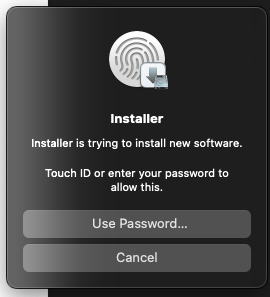 Installer
Installer is trying to install new software.
Touch ID or enter your password to
allow this.
Use Password...
Cancel